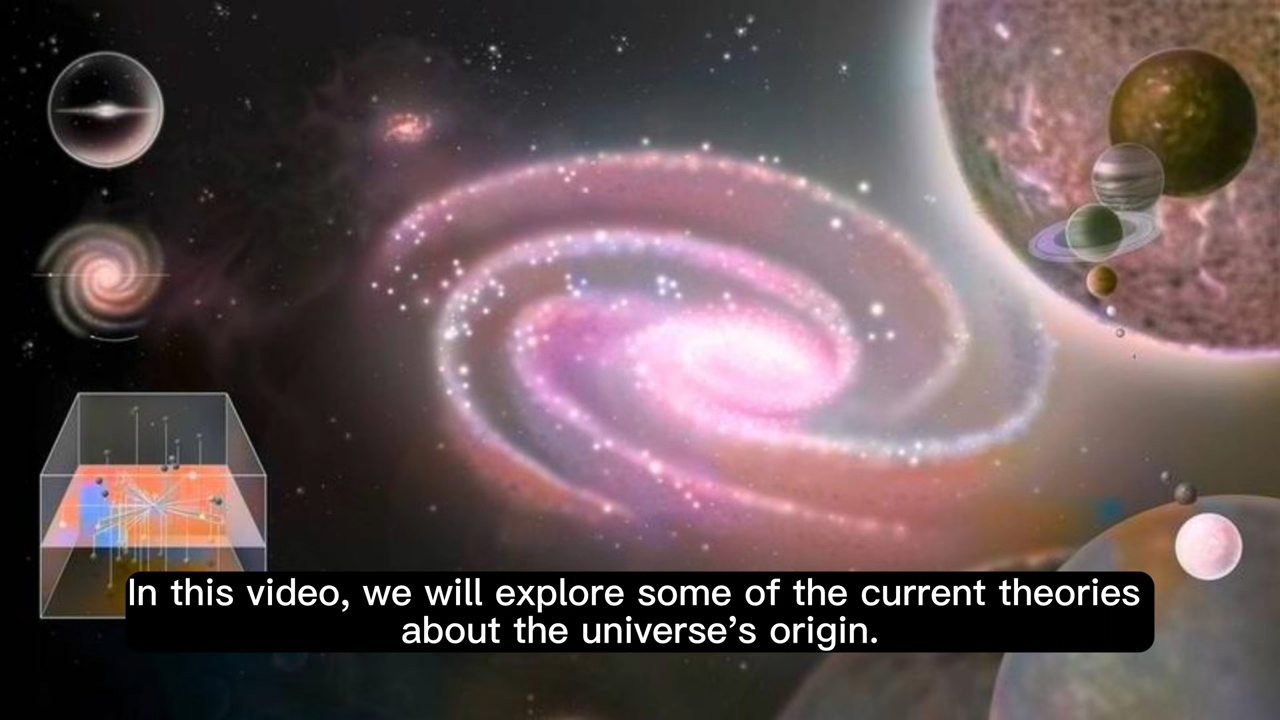 In this video, we will explore some of the current theories
about the universe’s origin.